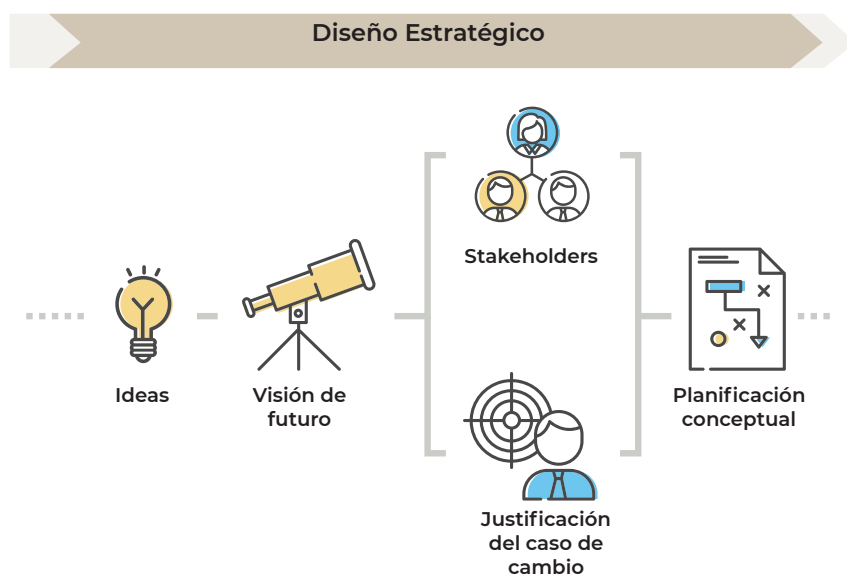 Diseño Estratégico
Stakeholders
Ideas
Visión de
futuro
Planificación
conceptual
Justificación
del caso de
cambio